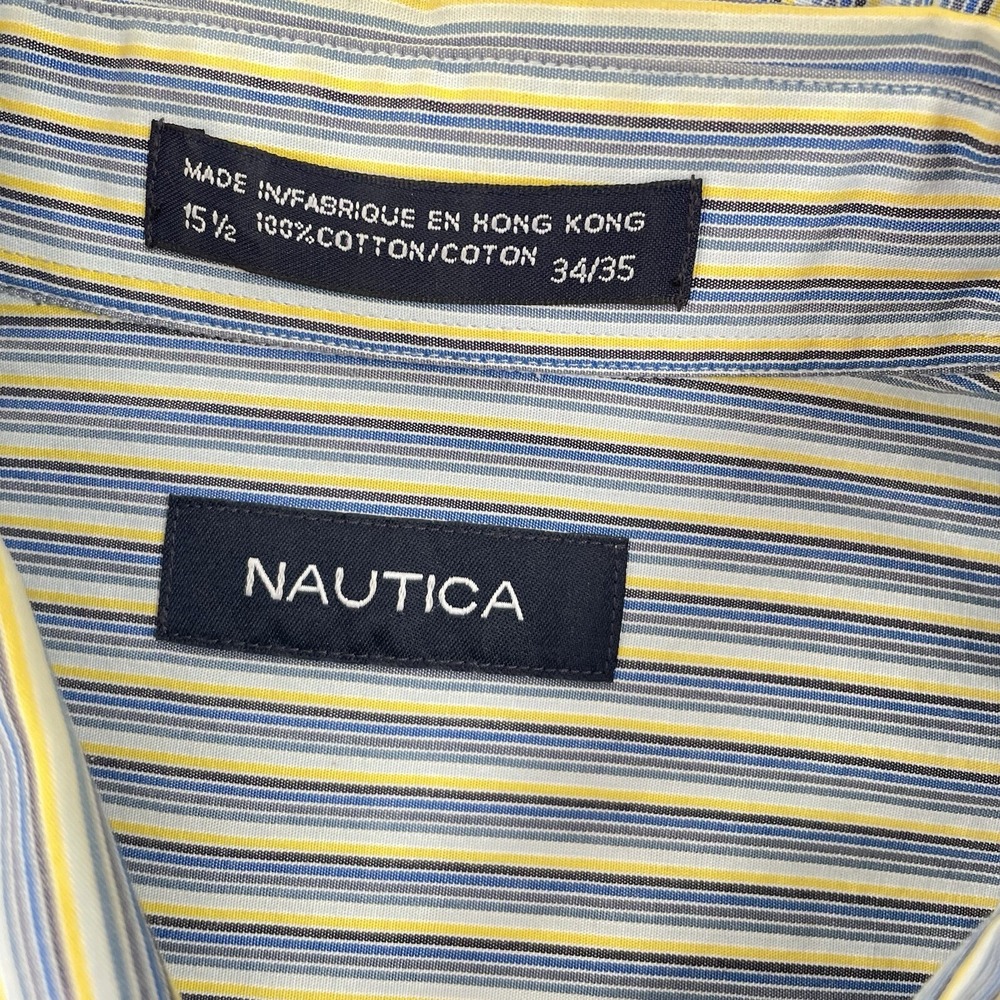 MADE IN/FABRIQUE EN HONG KONG
15½ 100%COTTON/COTON 34/35
NAUTICA